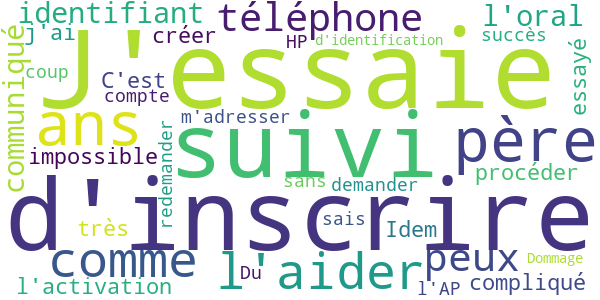 identifiant téléphone l'oral
j'ai créer HP d'identification succès
communiqué coup C'est J'essaie essayé
compte
ans m'adresser père
impossible suivi procéder
redemander sans demander
d'inscrire
très sais Idem
comme l'aider peux Dommage
Du
l'activation l'AP compliqué